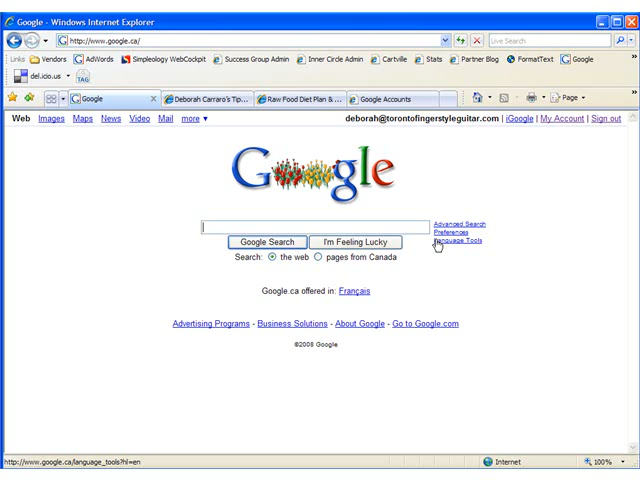 Google - Windows Internet Explorer
http://www.google.ca/
Live Search
Links Vendors AdWords Simpleology WebCockpit Success Group Admin Inner Circle Admin Cartville Stats Partner Blog FormatText Google
del.icio.us TAG
Google Deborah Carraro's Tip... Raw Food Diet Plan & ... Google Accounts Page
Web Images Maps News Video Mail more ▼ deborah@torontofingerstyleguitar.com | iGoogle | My Account | Sign out
Google
Advanced Search
Preferences
Language Tools
Google Search I'm Feeling Lucky
Search: the web pages from Canada
Google.ca offered in: Français
Advertising Programs - Business Solutions - About Google - Go to Google.com
©2008 Google
http://www.google.ca/language_tools?hl=en Internet 100%